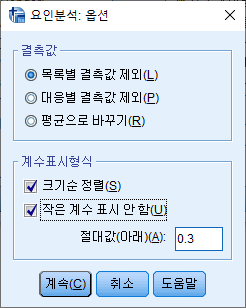 요인분석: 옵션
결측값
목록별 결측값 제외(L)
대응별 결측값 제외(P)
평균으로 바꾸기(R)
계수표시형식
크기순 정렬(S)
작은 계수 표시 안 함(U)
절대값(아래)(A): 0.3
계속(C) 취소 도움말